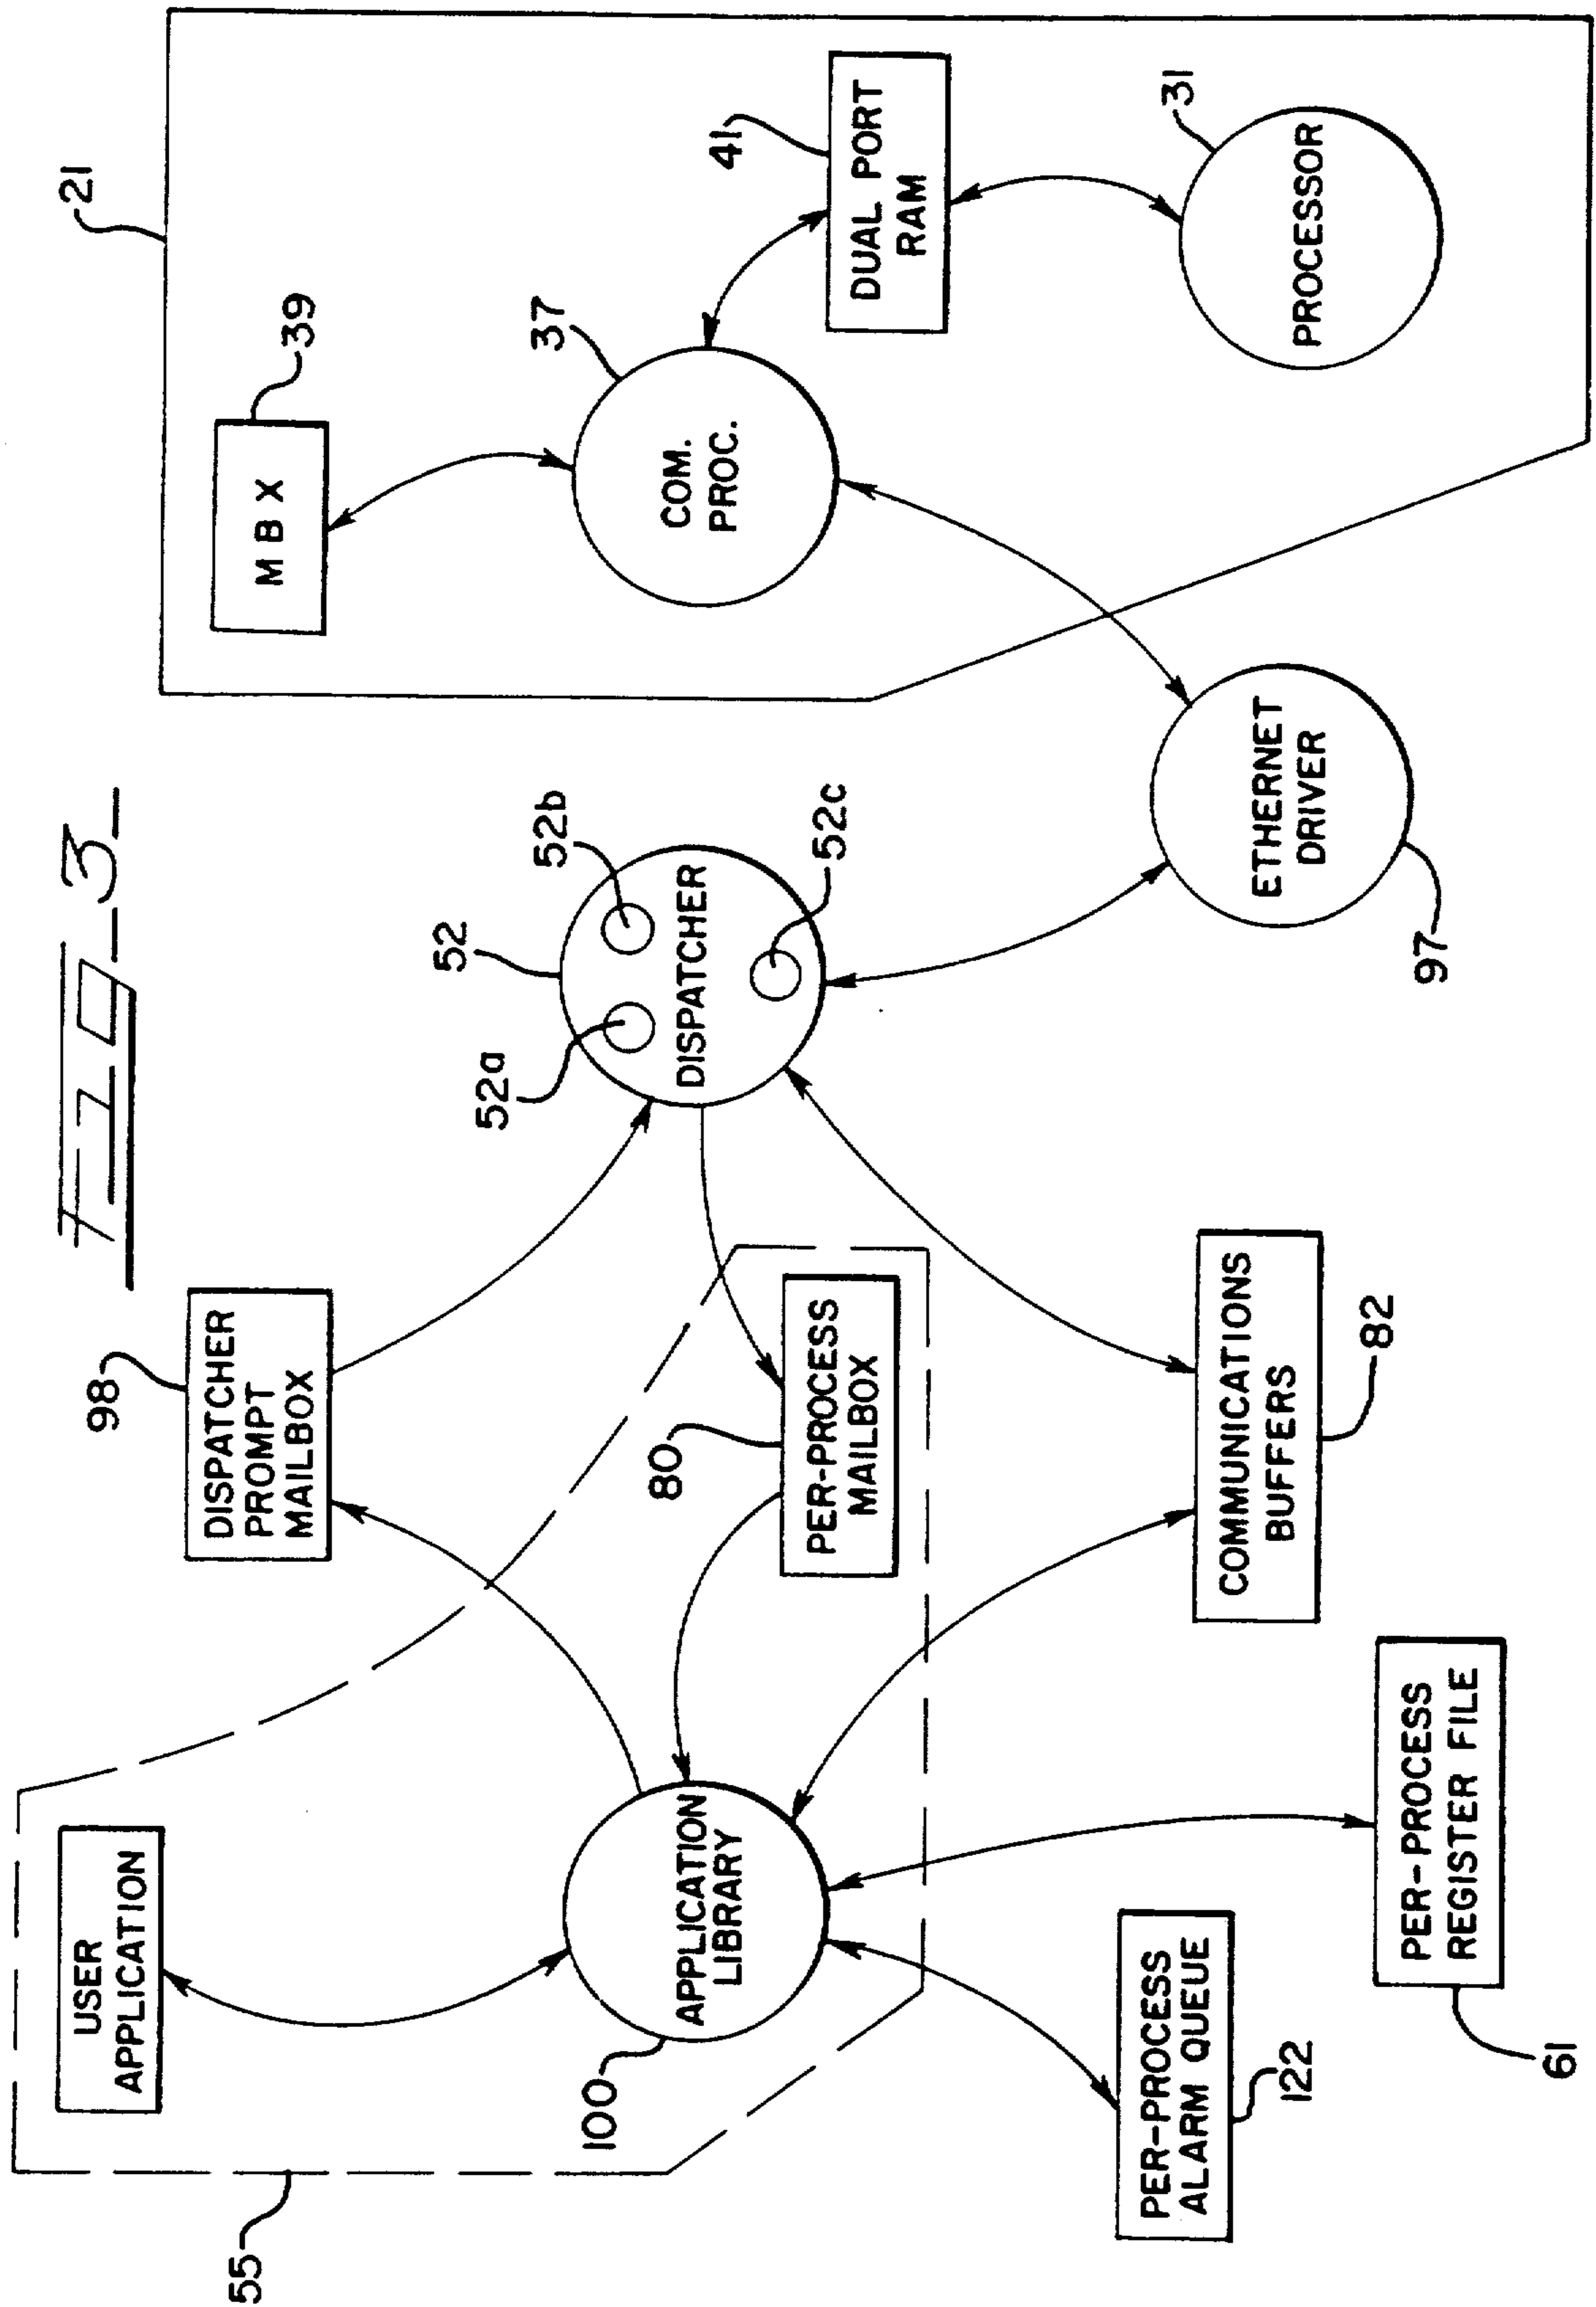 FIG. 3
55
USER
APPLICATION
100
APPLICATION
LIBRARY
PER-PROCESS
ALARM QUEUE
122
PER-PROCESS
REGISTER FILE
61
98
DISPATCHER
PROMPT
MAILBOX
80
PER-PROCESS
MAILBOX
COMMUNICATIONS
BUFFERS
82
52
52a
52b
DISPATCHER
52c
ETHERNET
DRIVER
97
21
MBX
39
37
COM.
PROC.
41
DUAL PORT
RAM
31
PROCESSOR